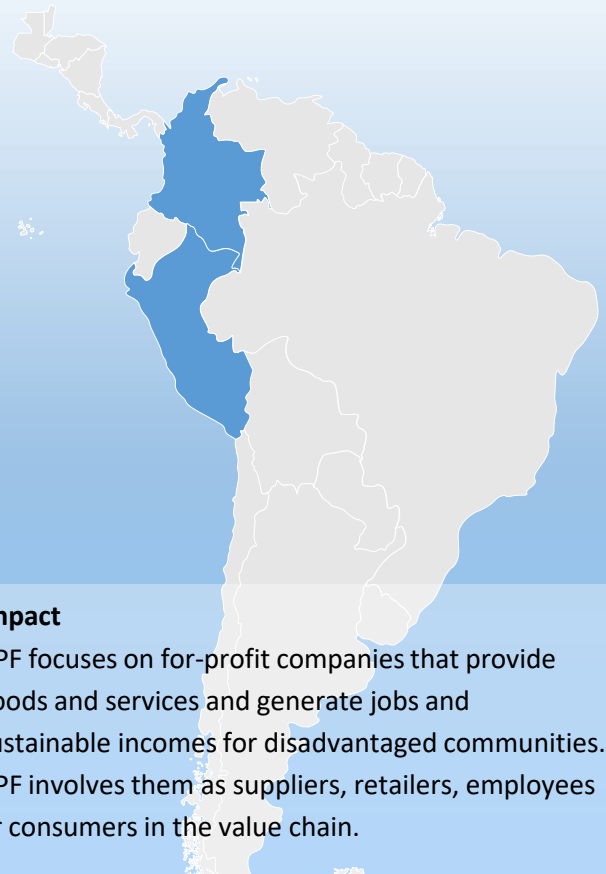 mpact
PF focuses on for-profit companies that provide
oods and services and generate jobs and
ustainable incomes for disadvantaged communities.
PF involves them as suppliers, retailers, employees
r consumers in the value chain.